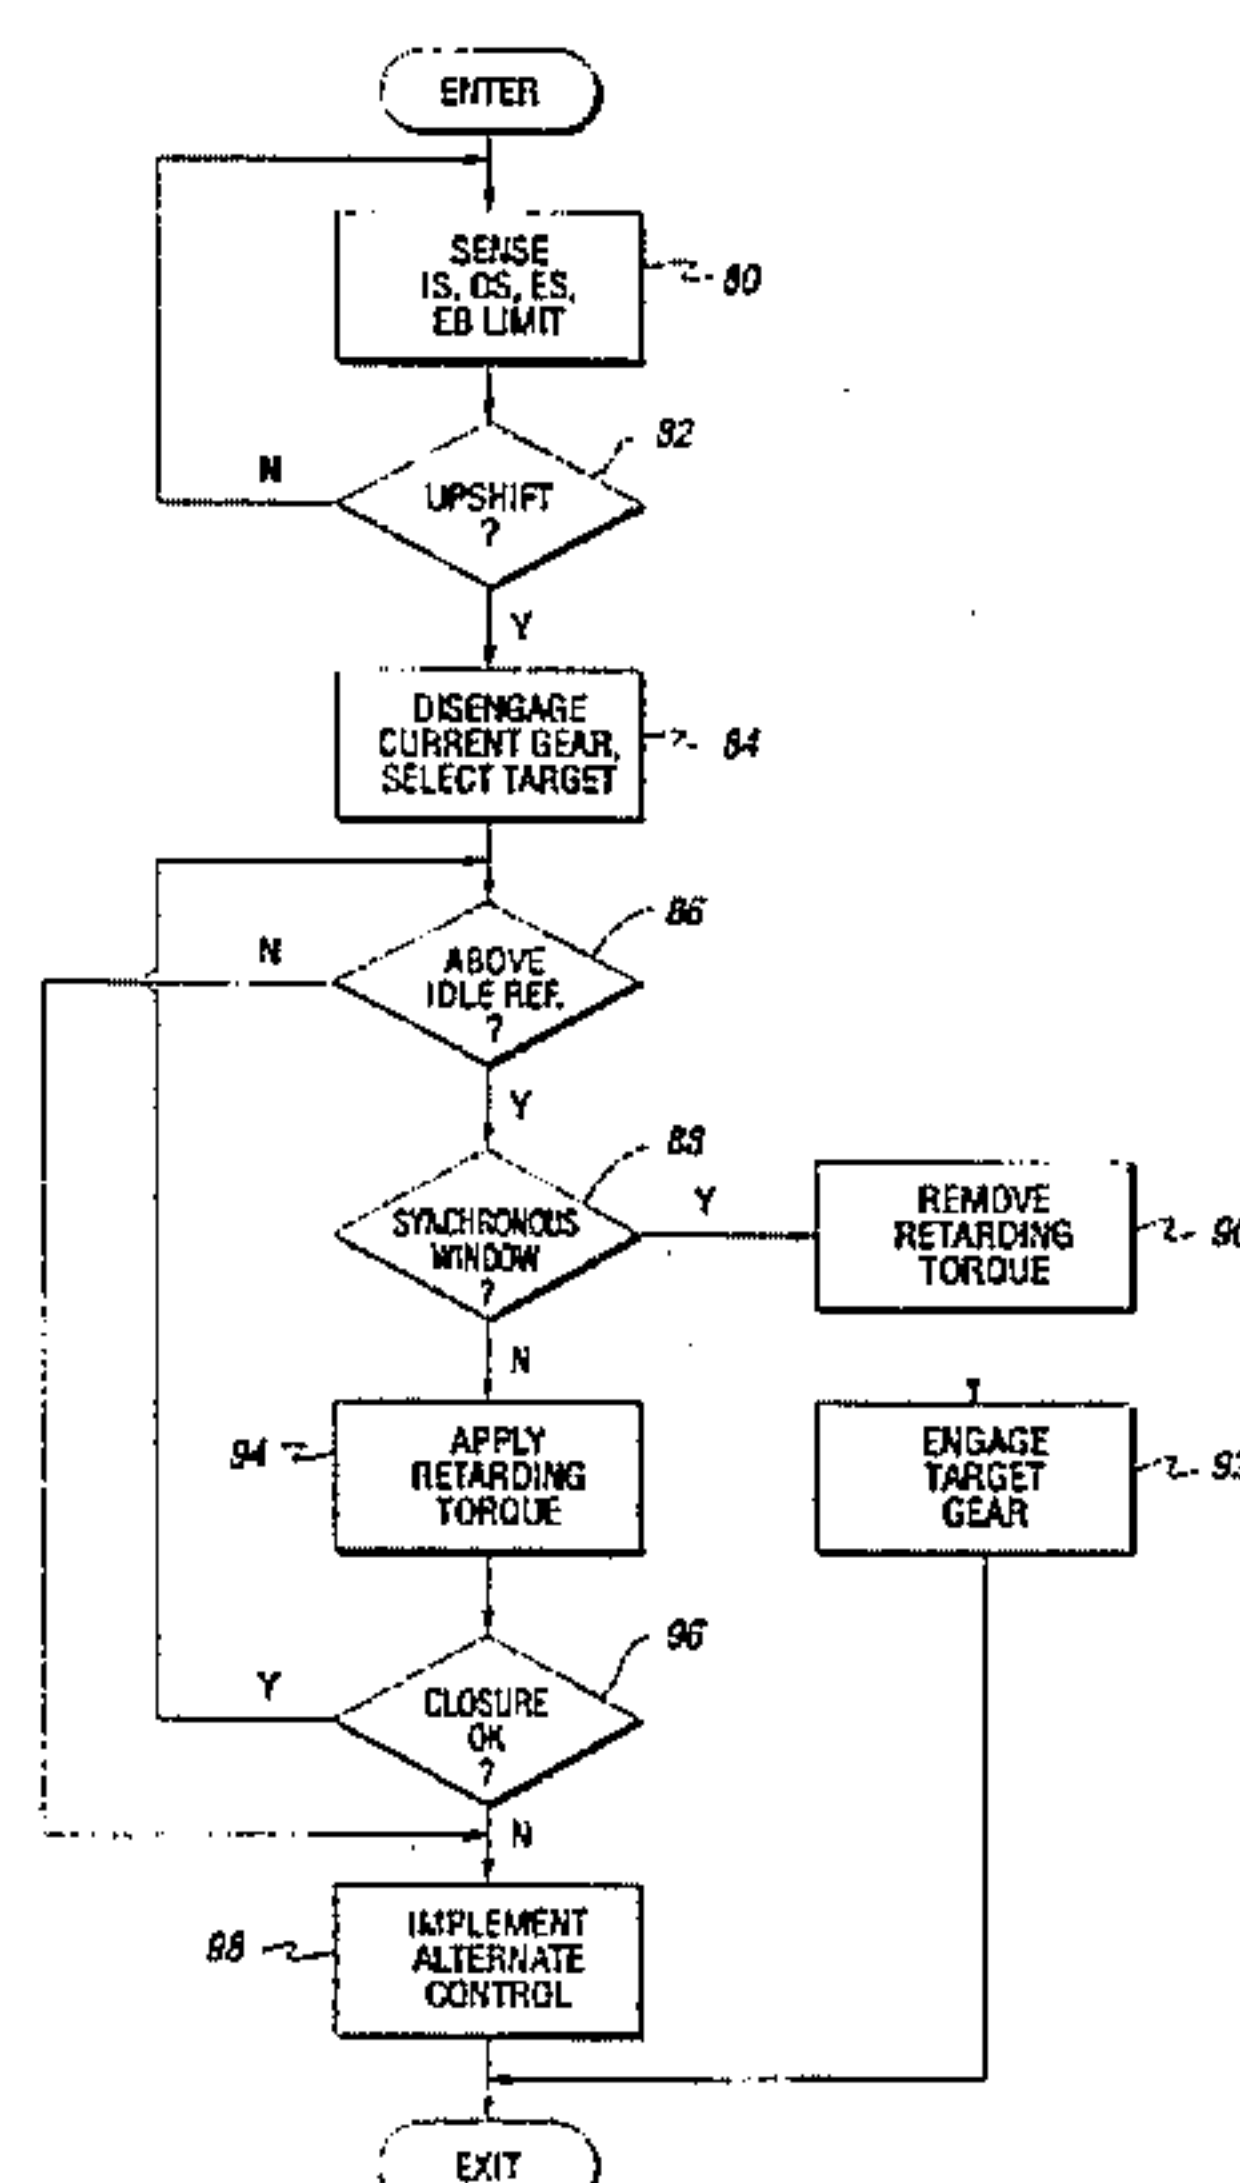 ENTER
SENSE
IS, OS, ES,
EB LIMIT
80
N
UPSHIFT
?
82
Y
DISENGAGE
CURRENT GEAR,
SELECT TARGET
84
N
ABOVE
IDLE REF.
?
86
Y
SYNCHRONOUS
WINDOW
?
88
Y
REMOVE
RETARDING
TORQUE
N
94
APPLY
RETARDING
TORQUE
ENGAGE
TARGET
GEAR
Y
CLOSURE
OK
?
96
N
98
IMPLEMENT
ALTERNATE
CONTROL
EXIT